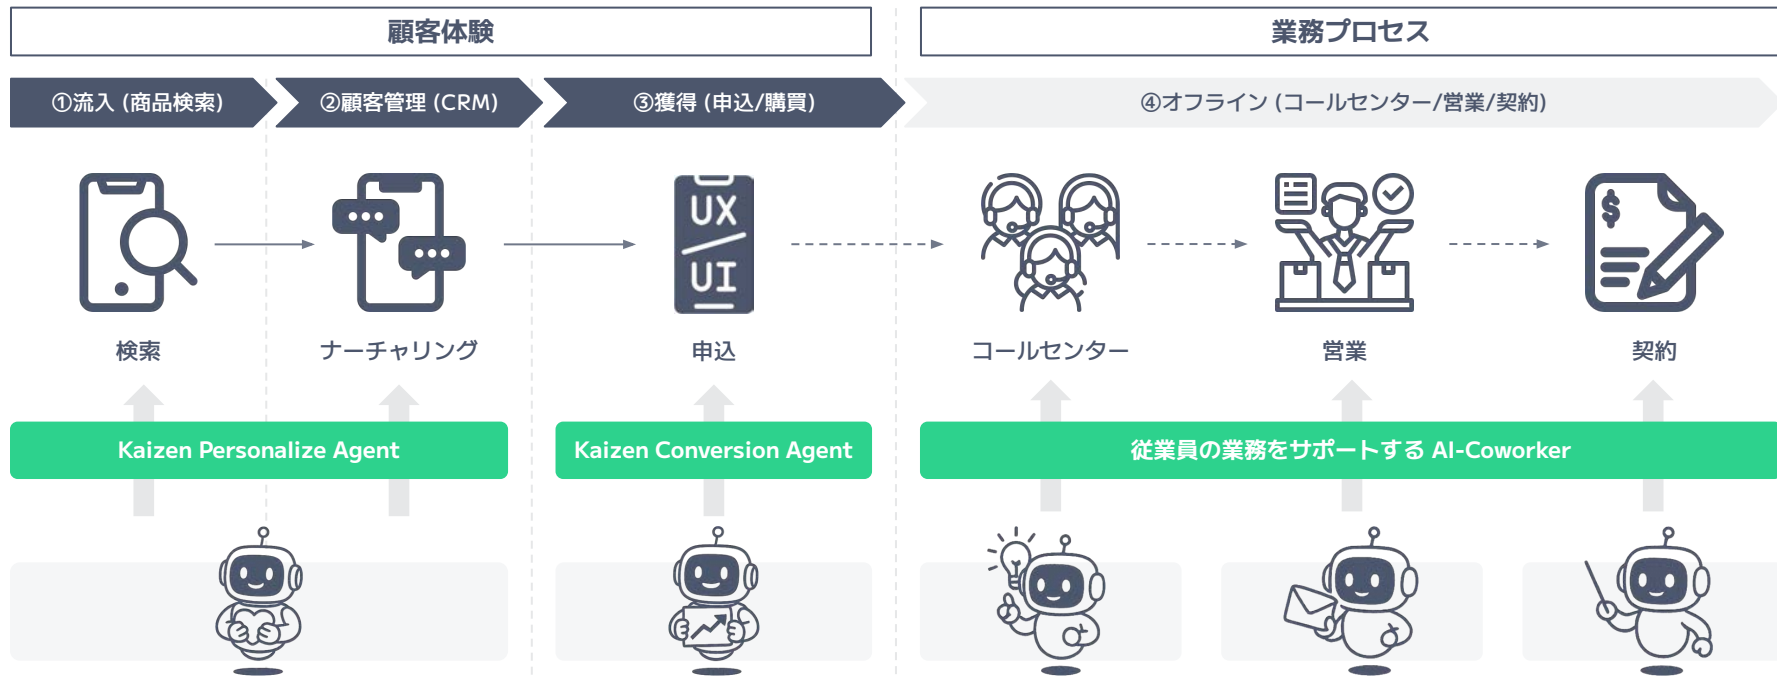 顧客体験
業務プロセス
①流入 (商品検索)
②顧客管理 (CRM)
③獲得 (申込/購買)
④オフライン (コールセンター/営業/契約)
UX
UI
検索
ナーチャリング
申込
コールセンター
営業
契約
Kaizen Personalize Agent
Kaizen Conversion Agent
従業員の業務をサポートする AI-Coworker